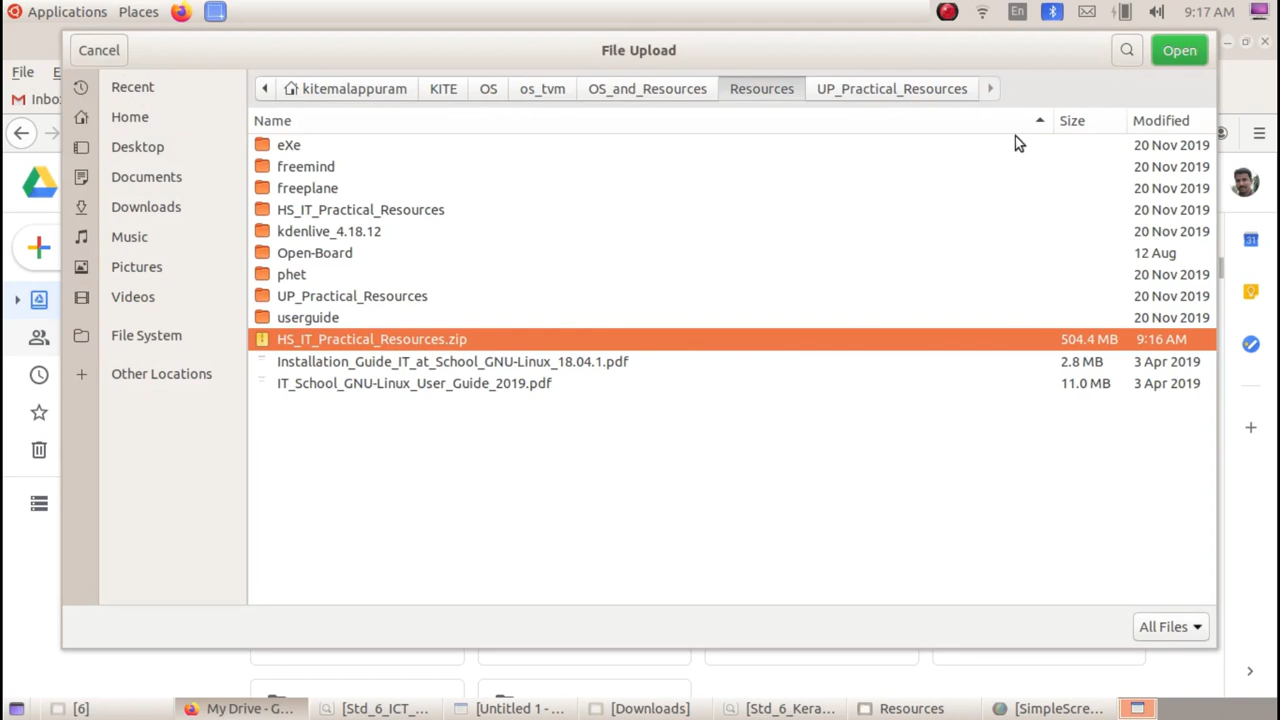 Applications Places En 9:17 AM
Cancel File Upload Open
File E
Inbo
kitemalappuram KITE OS os_tvm OS_and_Resources Resources UP_Practical_Resources
Recent
Home
Desktop
Documents
Downloads
Music
Pictures
Videos
File System
Other Locations
Name Size Modified
eXe 20 Nov 2019
freemind 20 Nov 2019
freeplane 20 Nov 2019
HS_IT_Practical_Resources 20 Nov 2019
kdenlive_4.18.12 20 Nov 2019
Open-Board 12 Aug
phet 20 Nov 2019
UP_Practical_Resources 20 Nov 2019
userguide 20 Nov 2019
HS_IT_Practical_Resources.zip 504.4 MB 9:16 AM
Installation_Guide_IT_at_School_GNU-Linux_18.04.1.pdf 2.8 MB 3 Apr 2019
IT_School_GNU-Linux_User_Guide_2019.pdf 11.0 MB 3 Apr 2019
31
All Files
[6] My Drive - G... [Std_6_ICT_... [Untitled 1 - ... [Downloads] [Std_6_Kera... Resources [SimpleScre...